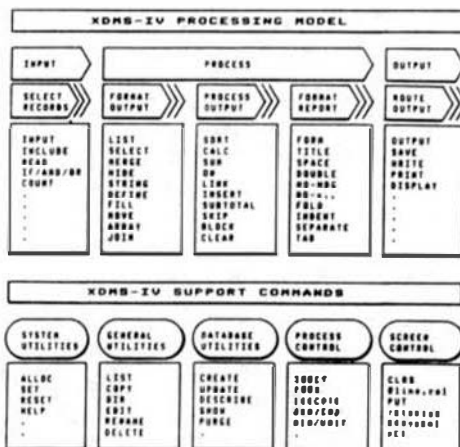 XDMS-IV PROCESSING MODEL
INPUT
PROCESS
OUTPUT
SELECT RECORDS
FORMAT OUTPUT
PROCESS OUTPUT
FORMAT REPORT
ROUTE OUTPUT
INPUT
INCLUDE
READ
IF/AND/OR
COUNT
.
.
.
.
.
LIST
SELECT
MERGE
HIDE
STRING
DEFINE
FILL
MOVE
ARRAY
JOIN
SORT
CALC
SUM
ON
LINK
INSERT
SUBTOTAL
SKIP
BLOCK
CLEAR
FORM
TITLE
SPACE
DOUBLE
NO-HDG
FOLD
INDENT
SEPARATE
TAB
OUTPUT
SAVE
WRITE
PRINT
DISPLAY
.
.
.
.
.
XDMS-IV SUPPORT COMMANDS
SYSTEM UTILITIES
GENERAL UTILITIES
DATABASE UTILITIES
PROCESS CONTROL
SCREEN CONTROL
ALLOC
SET
RESET
HELP
.
.
LIST
COPY
DIR
EDIT
RENAME
DELETE
CREATE
UPDATE
DESCRIBE
SHOW
PURGE
.
.
CLRS
PUT